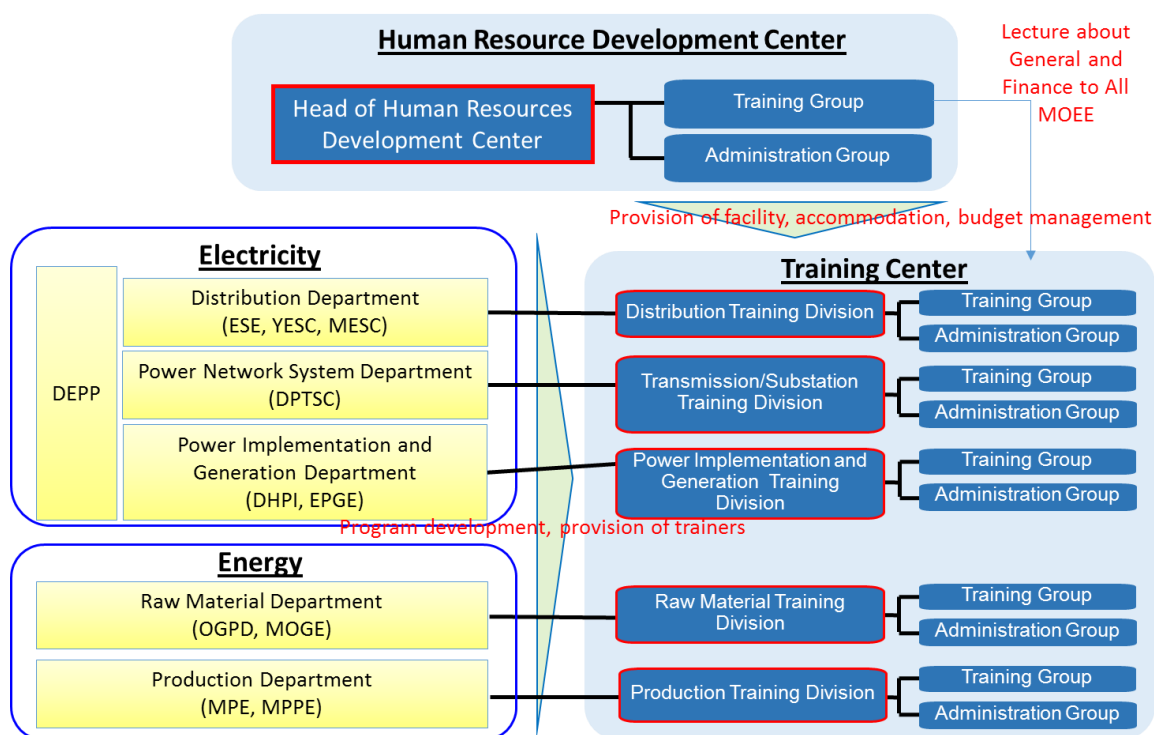 Human Resource Development Center
Head of Human Resources
Development Center
Training Group
Administration Group
Lecture about
General and
Finance to All
MOEE
Provision of facility, accommodation, budget management
Electricity
DEPP
Distribution Department
(ESE, YESC, MESC)
Power Network System Department
(DPTSC)
Power Implementation and
Generation Department
(DHPI, EPGE)
Program development, provision of trainers
Energy
Raw Material Department
(OGPD, MOGE)
Production Department
(MPE, MPPE)
Training Center
Distribution Training Division
Training Group
Administration Group
Transmission/Substation
Training Division
Training Group
Administration Group
Power Implementation and
Generation Training
Division
Training Group
Administration Group
Raw Material Training
Division
Training Group
Administration Group
Production Training Division
Training Group
Administration Group